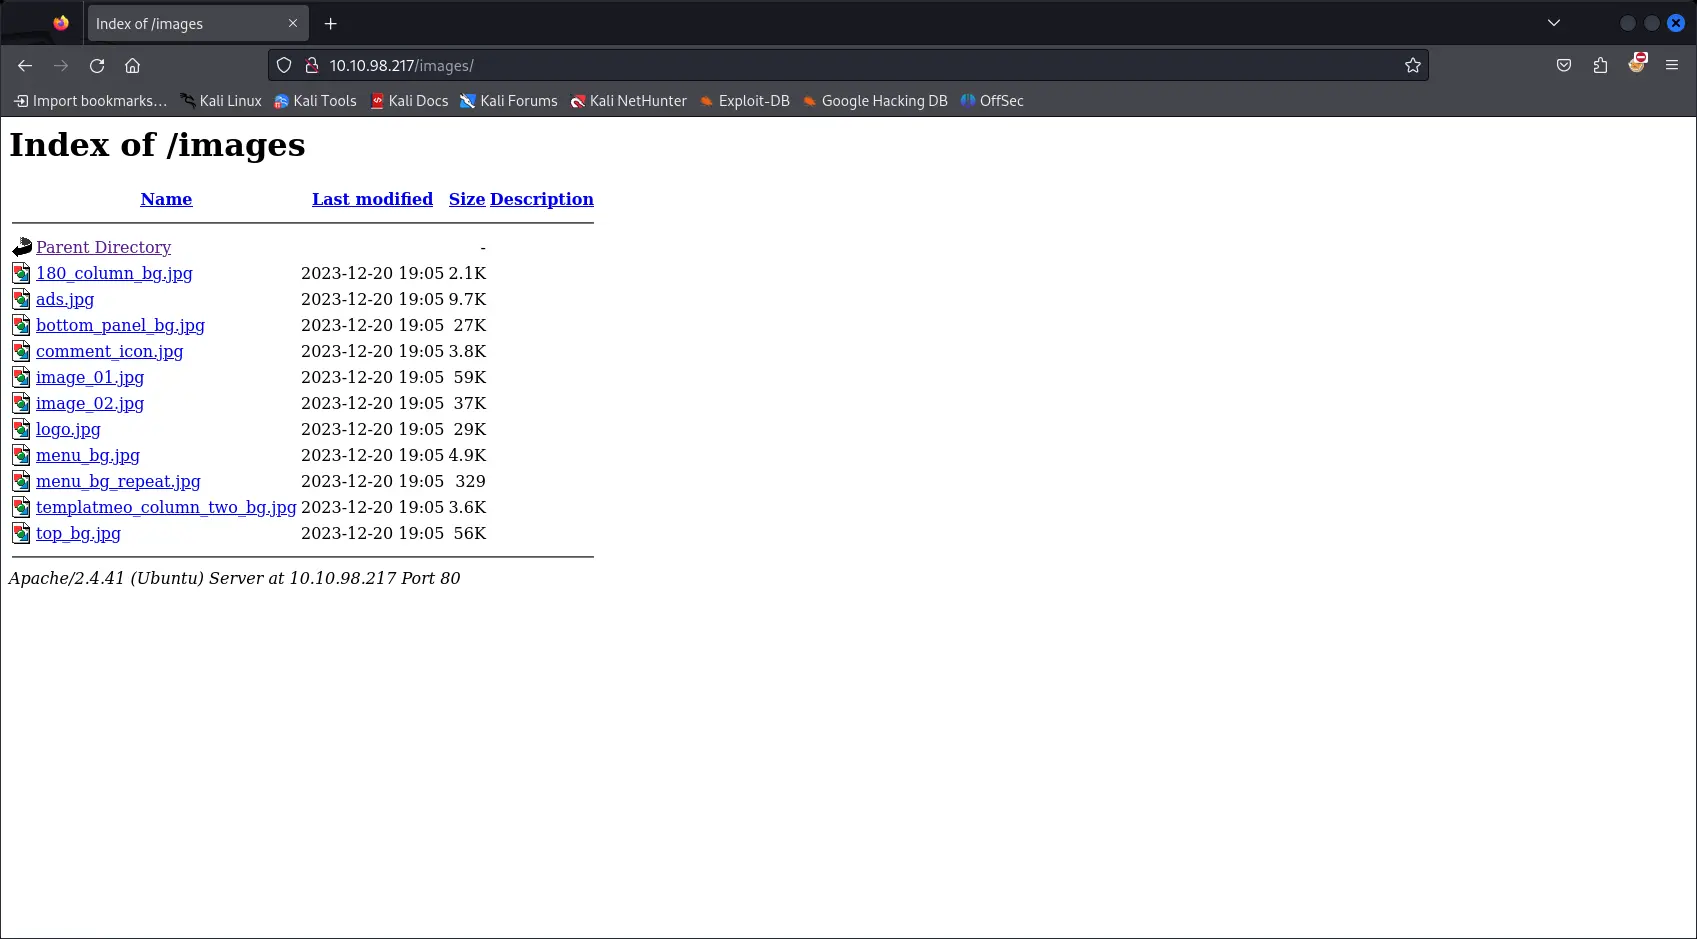 Index of /images
10.10.98.217/images/
Import bookmarks... Kali Linux Kali Tools Kali Docs Kali Forums Kali NetHunter Exploit-DB Google Hacking DB OffSec
Index of /images
Name Last modified Size Description
Parent Directory -
180_column_bg.jpg 2023-12-20 19:05 2.1K
ads.jpg 2023-12-20 19:05 9.7K
bottom_panel_bg.jpg 2023-12-20 19:05 27K
comment_icon.jpg 2023-12-20 19:05 3.8K
image_01.jpg 2023-12-20 19:05 59K
image_02.jpg 2023-12-20 19:05 37K
logo.jpg 2023-12-20 19:05 29K
menu_bg.jpg 2023-12-20 19:05 4.9K
menu_bg_repeat.jpg 2023-12-20 19:05 329
templatmeo_column_two_bg.jpg 2023-12-20 19:05 3.6K
top_bg.jpg 2023-12-20 19:05 56K
Apache/2.4.41 (Ubuntu) Server at 10.10.98.217 Port 80